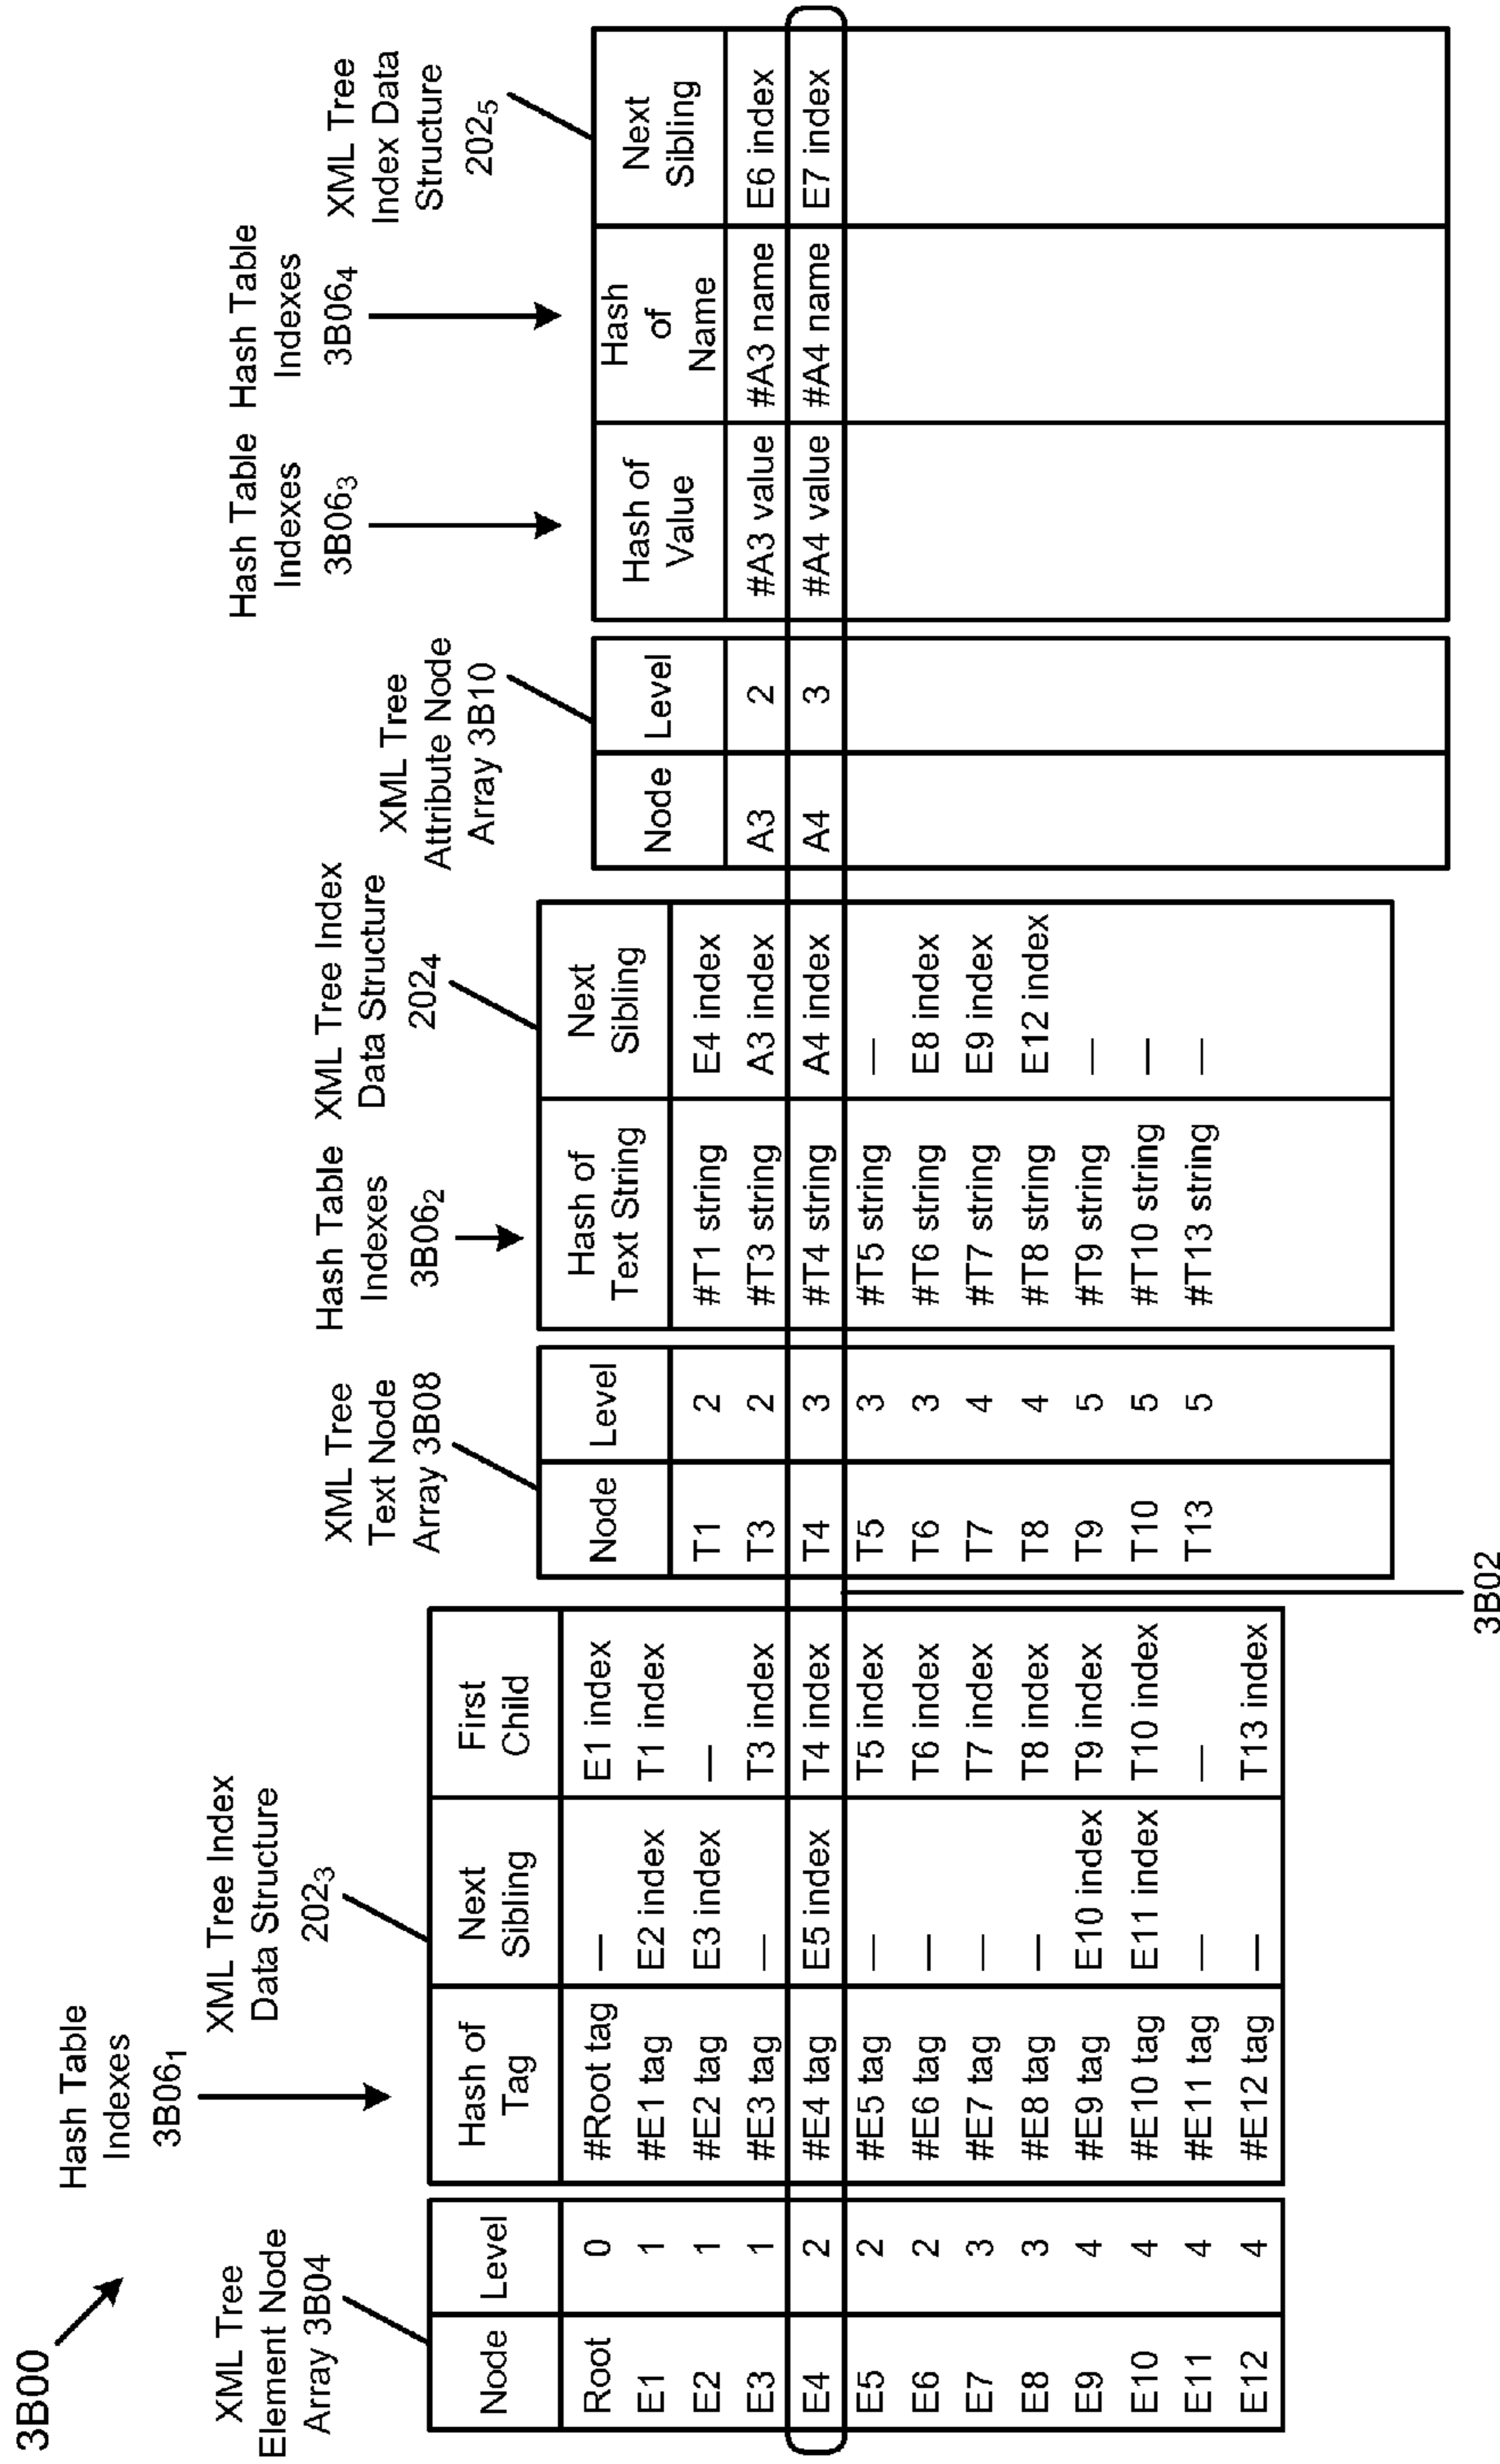 3B00
XML Tree
Element Node
Array 3B04
Hash Table
Indexes
3B06₁
XML Tree Index
Data Structure
202₃
Node Level Hash of Tag Next Sibling First Child
Root 0 #Root tag — E1 index
E1 1 #E1 tag E2 index T1 index
E2 1 #E2 tag E3 index —
E3 1 #E3 tag — T3 index
E4 2 #E4 tag E5 index T4 index
E5 2 #E5 tag — T5 index
E6 2 #E6 tag — T6 index
E7 3 #E7 tag — T7 index
E8 3 #E8 tag — T8 index
E9 4 #E9 tag E10 index T9 index
E10 4 #E10 tag E11 index T10 index
E11 4 #E11 tag — —
E12 4 #E12 tag — T13 index
XML Tree
Text Node
Array 3B08
Hash Table
Indexes
3B06₂
XML Tree Index
Data Structure
202₄
Node Level Hash of Text String Next Sibling
T1 2 #T1 string E4 index
T3 2 #T3 string A3 index
T4 3 #T4 string A4 index
T5 3 #T5 string —
T6 3 #T6 string E8 index
T7 4 #T7 string E9 index
T8 4 #T8 string E12 index
T9 5 #T9 string —
T10 5 #T10 string —
T13 5 #T13 string —
XML Tree
Attribute Node
Array 3B10
Hash Table
Indexes
3B06₃
Hash Table
Indexes
3B06₄
XML Tree
Index Data
Structure
202₅
Node Level Hash of Value Hash of Name Next Sibling
A3 2 #A3 value #A3 name E6 index
A4 3 #A4 value #A4 name E7 index
3B02